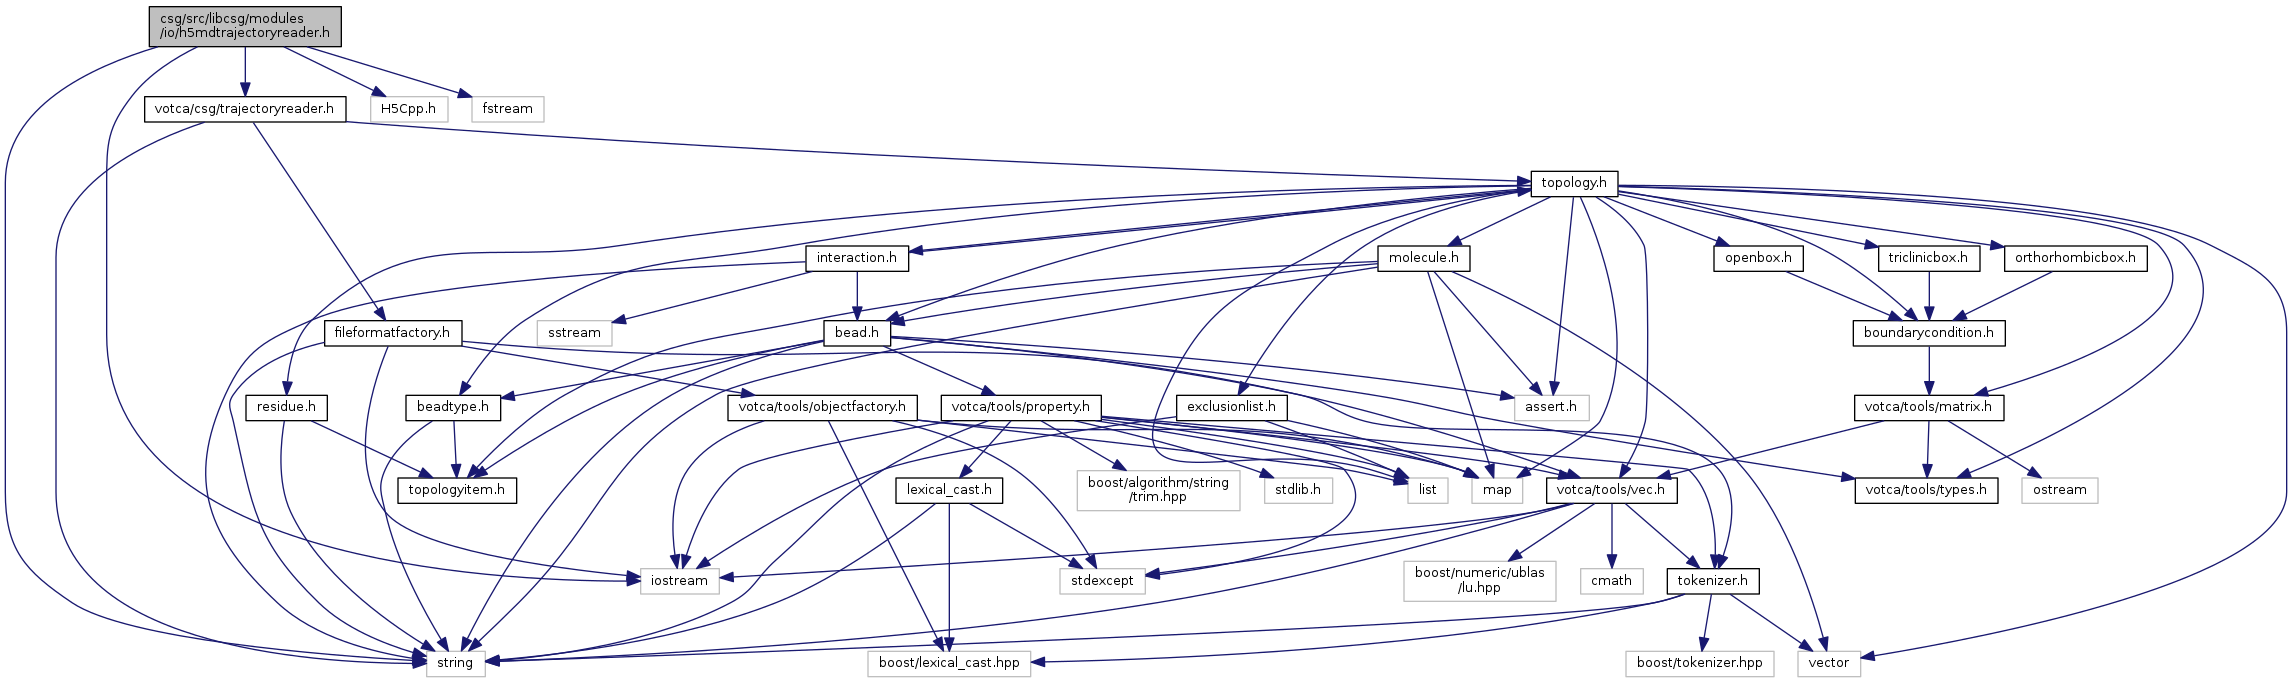 csg/src/libcsg/modules
/io/h5mdtrajectoryreader.h
votca/csg/trajectoryreader.h
H5Cpp.h
fstream
topology.h
interaction.h
molecule.h
openbox.h
triclinicbox.h
orthorhombicbox.h
fileformatfactory.h
sstream
bead.h
boundarycondition.h
residue.h
beadtype.h
votca/tools/objectfactory.h
votca/tools/property.h
exclusionlist.h
assert.h
votca/tools/matrix.h
topologyitem.h
lexical_cast.h
boost/algorithm/string
/trim.hpp
stdlib.h
list
map
votca/tools/vec.h
votca/tools/types.h
ostream
iostream
stdexcept
boost/numeric/ublas
/lu.hpp
cmath
tokenizer.h
string
boost/lexical_cast.hpp
boost/tokenizer.hpp
vector